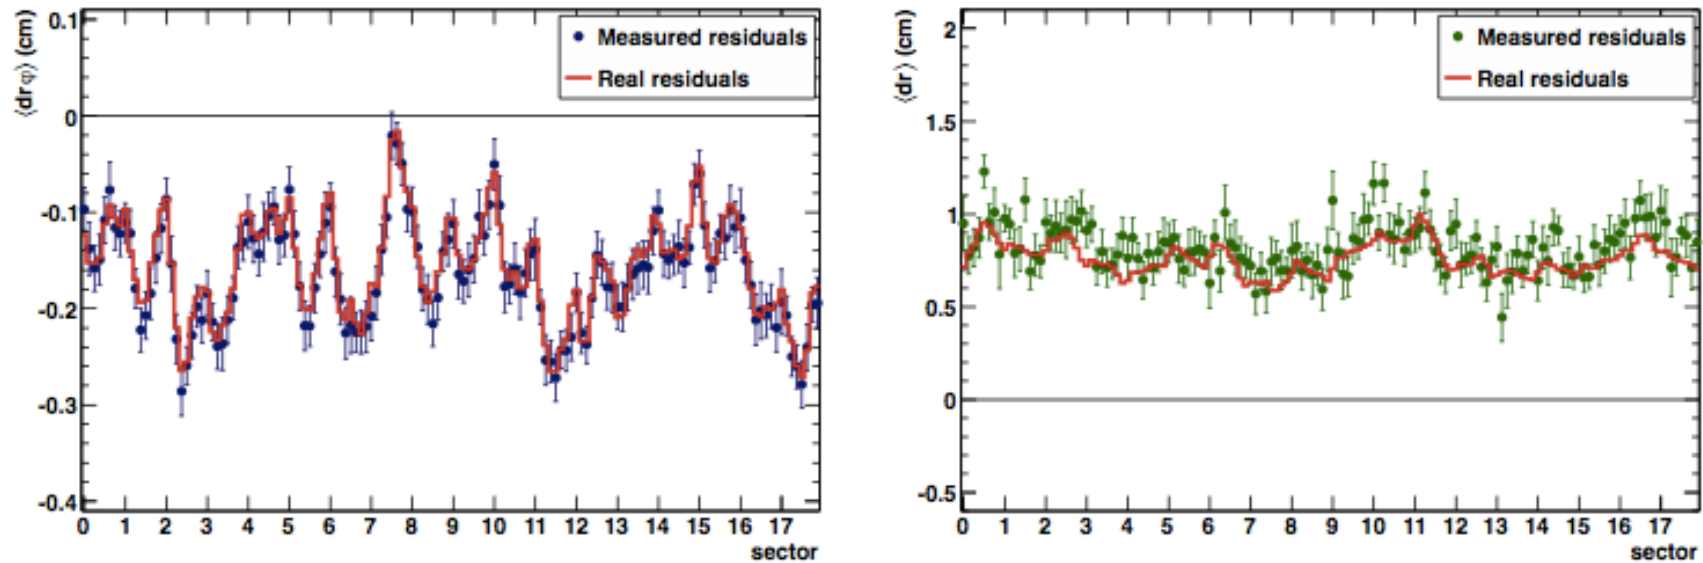 ⟨dr φ⟩ (cm)
0.1
0
-0.1
-0.2
-0.3
-0.4
Measured residuals
Real residuals
0 1 2 3 4 5 6 7 8 9 10 11 12 13 14 15 16 17
sector
⟨dr⟩ (cm)
2
1.5
1
0.5
0
-0.5
Measured residuals
Real residuals
0 1 2 3 4 5 6 7 8 9 10 11 12 13 14 15 16 17
sector